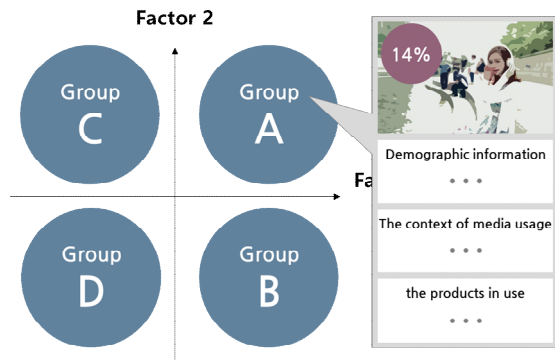 Factor 2
Group
C
Group
A
14%
Demographic information
• • •
Fa
The context of media usage
• • •
Group
D
Group
B
the products in use
• • •